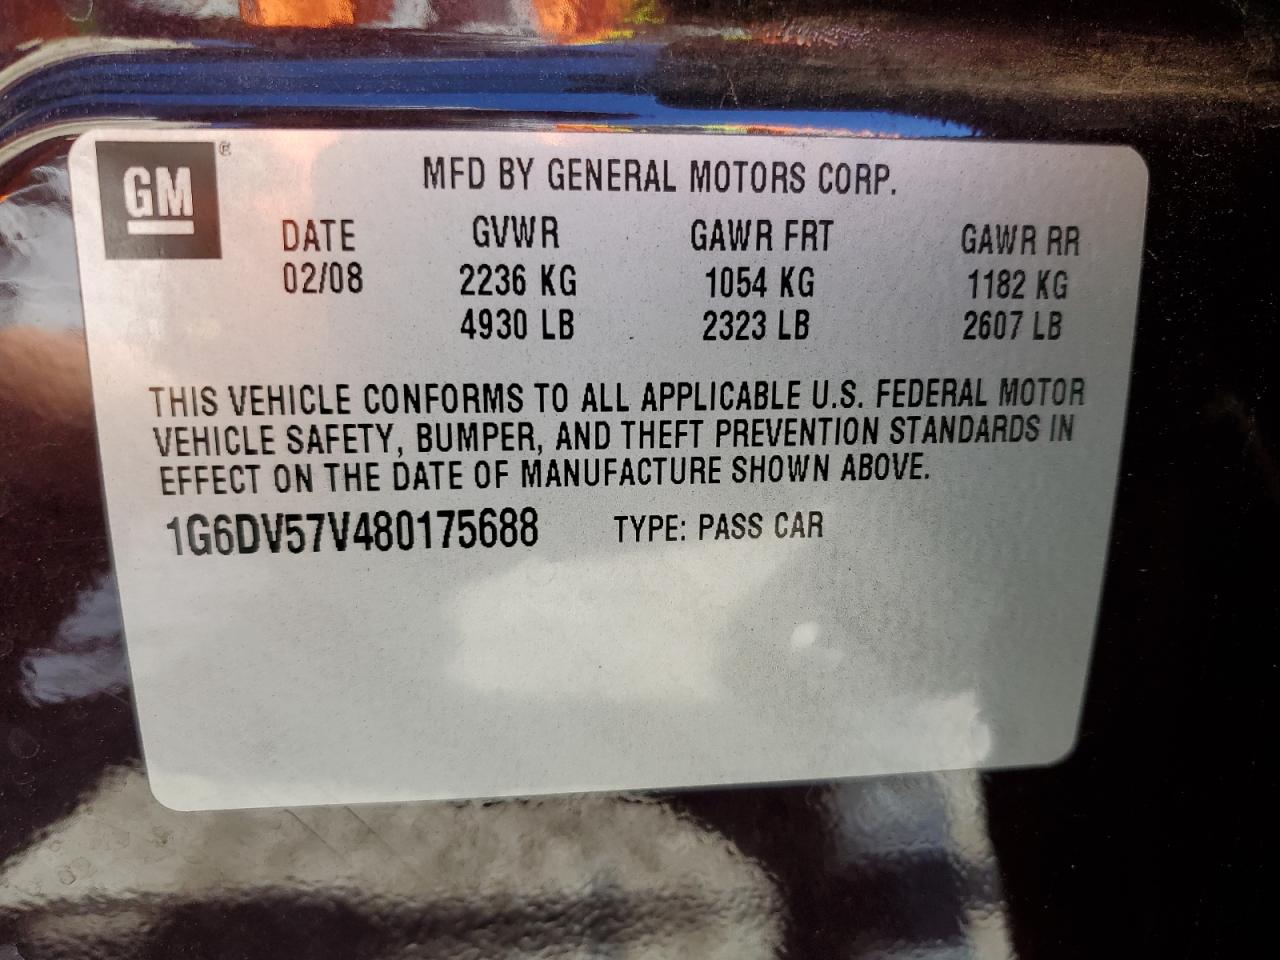 GM ®
MFD BY GENERAL MOTORS CORP.
DATE GVWR GAWR FRT GAWR RR
02/08 2236 KG 1054 KG 1182 KG
4930 LB 2323 LB 2607 LB
THIS VEHICLE CONFORMS TO ALL APPLICABLE U.S. FEDERAL MOTOR
VEHICLE SAFETY, BUMPER, AND THEFT PREVENTION STANDARDS IN
EFFECT ON THE DATE OF MANUFACTURE SHOWN ABOVE.
1G6DV57V480175688 TYPE: PASS CAR